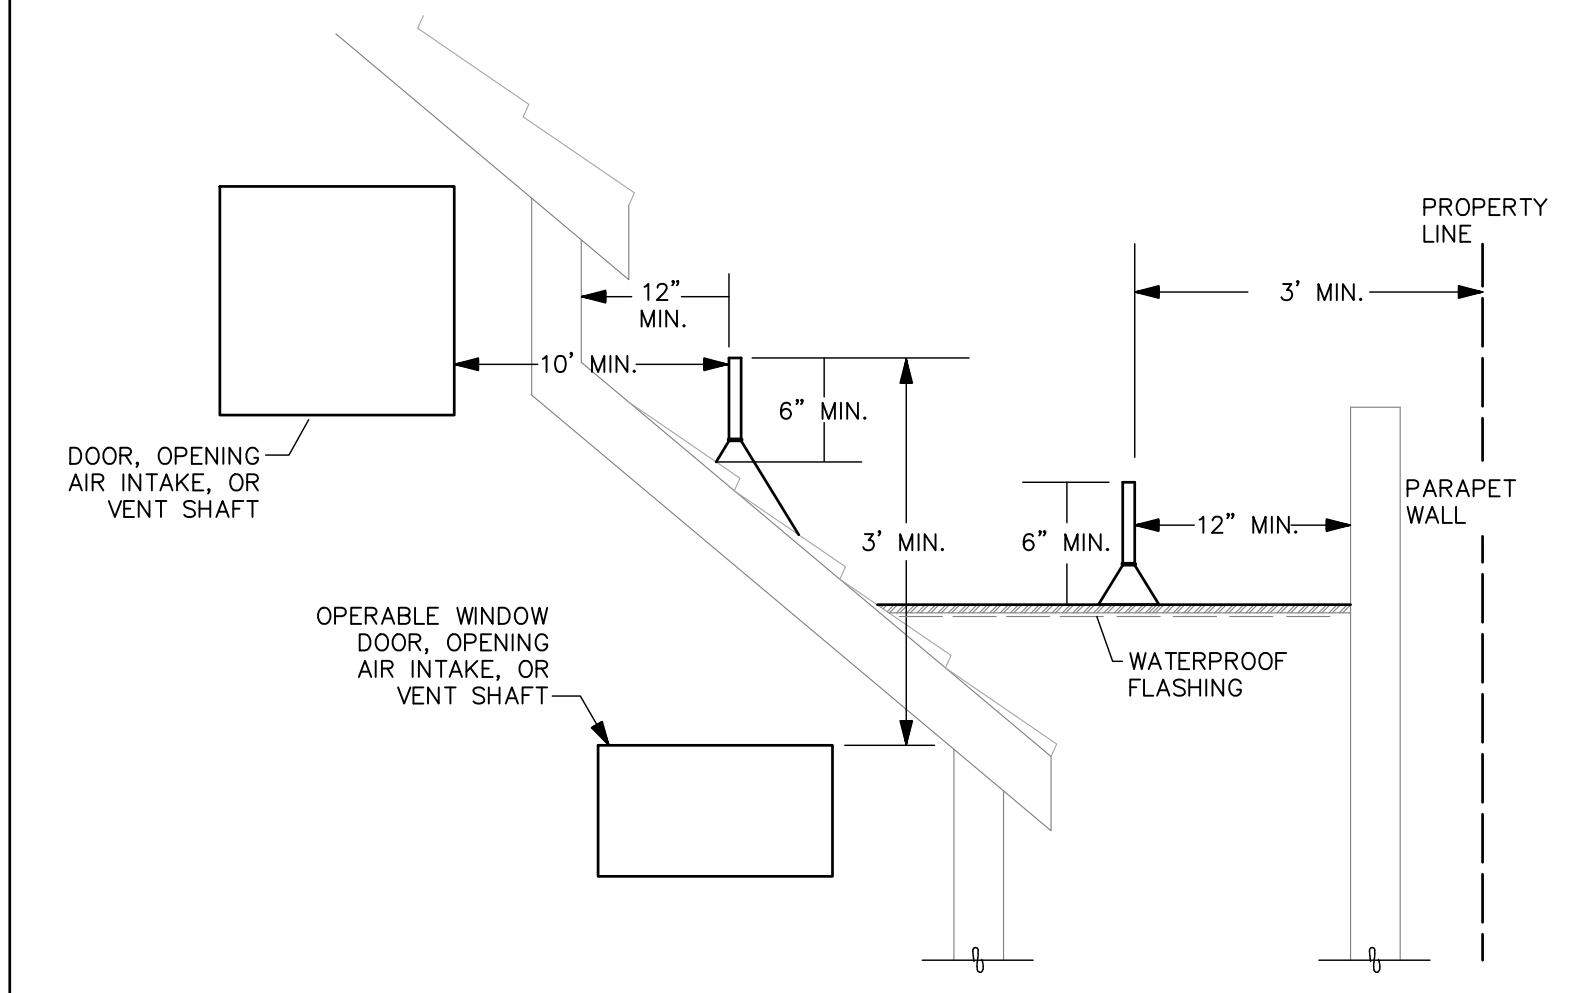 PROPERTY
LINE
12”
MIN.
3’ MIN.
10’ MIN.
6” MIN.
DOOR, OPENING
AIR INTAKE, OR
VENT SHAFT
PARAPET
WALL
3’ MIN.
6” MIN.
12” MIN.
OPERABLE WINDOW
DOOR, OPENING
AIR INTAKE, OR
VENT SHAFT
WATERPROOF
FLASHING